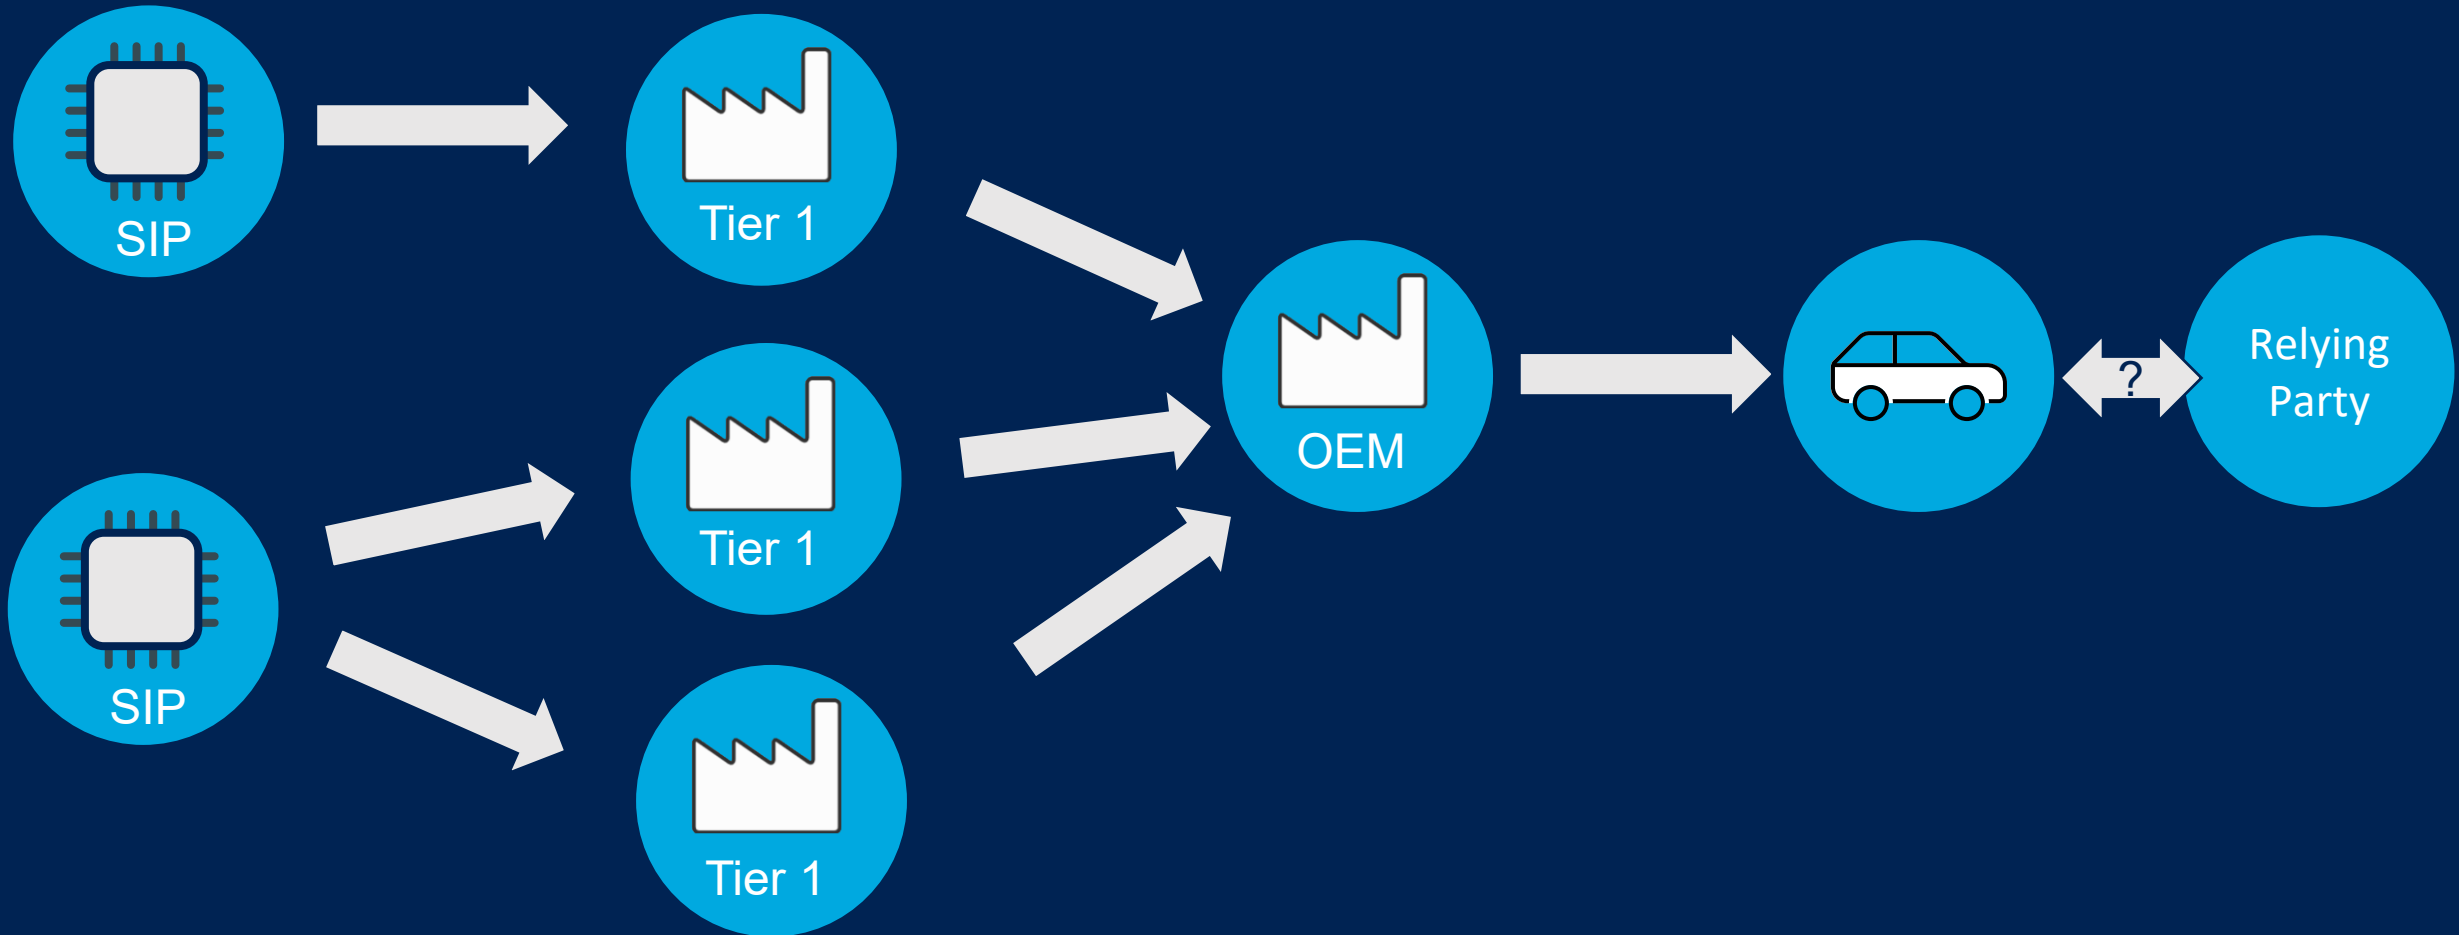 SIP
Tier 1
SIP
Tier 1
Tier 1
OEM
?
Relying
Party